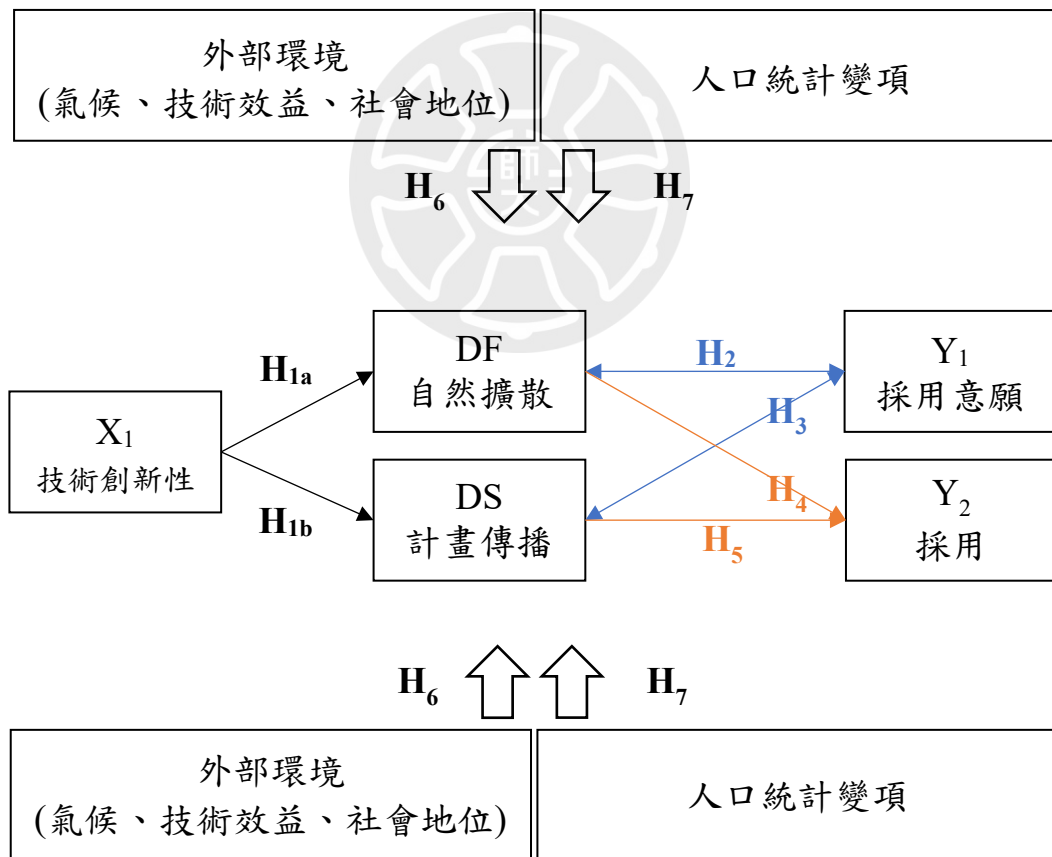 外部環境
(氣候、技術效益、社會地位)
人口統計變項
師大
H6
H7
DF
自然擴散
H2
Y1
採用意願
H1a
H3
X1
技術創新性
DS
計畫傳播
H4
Y2
採用
H1b
H5
H6
H7
外部環境
(氣候、技術效益、社會地位)
人口統計變項